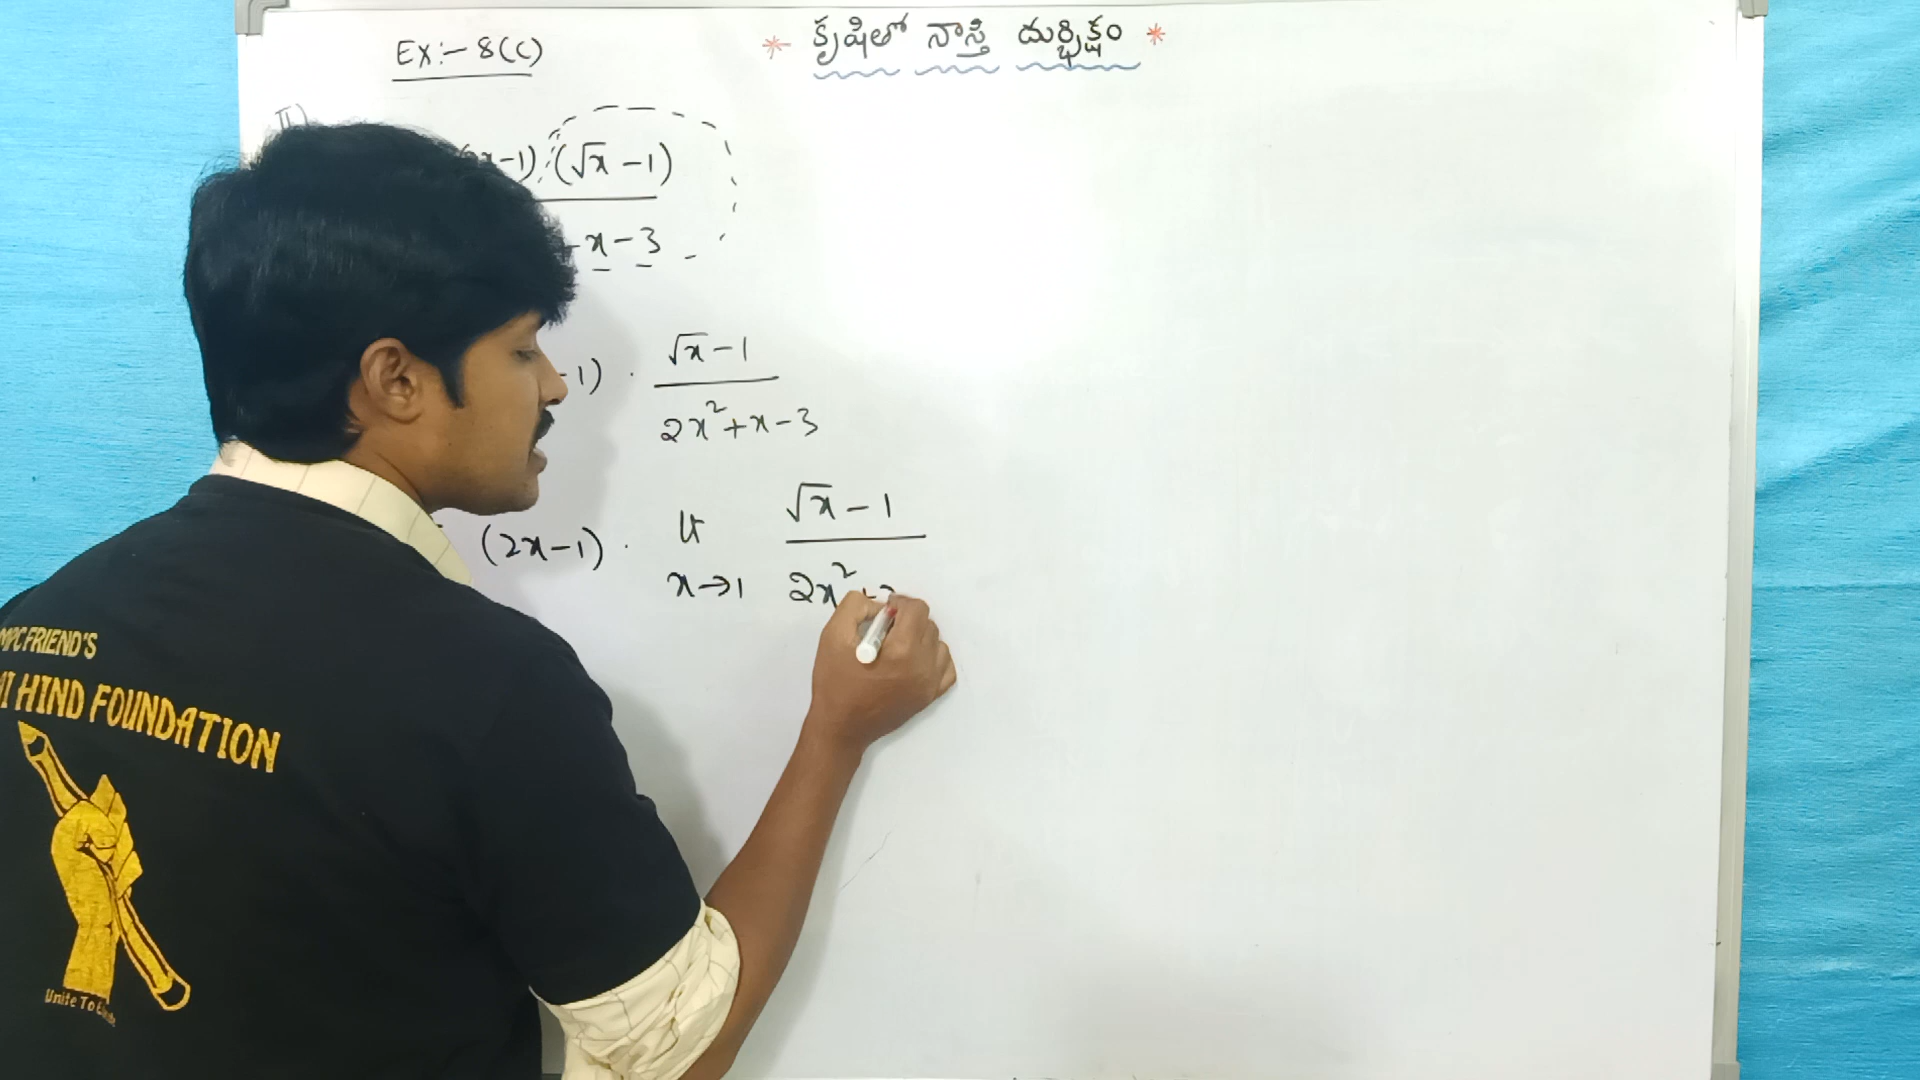 Ex:- 8(c)
* కృషితో నాస్తి దుర్భిక్షం *
II)
x-1) (√x -1)
x-3
-1) . √x -1
2x²+x-3
(2x-1) . lt √x -1
x→1 2x²+
MPC FRIEND'S
HIND FOUNDATION
Unite To